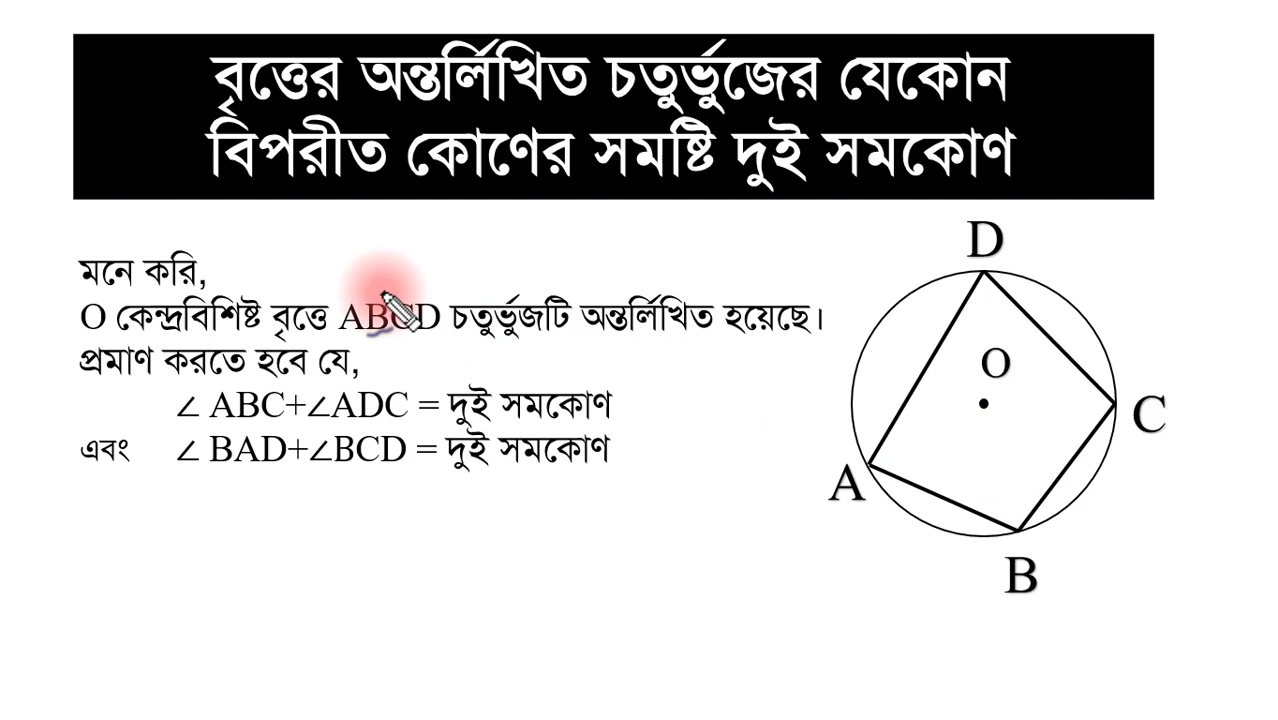 বৃত্তের অন্তর্লিখিত চতুর্ভুজের যেকোন
বিপরীত কোণের সমষ্টি দুই সমকোণ
মনে করি,
O কেন্দ্রবিশিষ্ট বৃত্তে ABCD চতুর্ভুজটি অন্তর্লিখিত হয়েছে।
প্রমাণ করতে হবে যে,
∠ ABC+∠ADC = দুই সমকোণ
এবং ∠ BAD+∠BCD = দুই সমকোণ
D
O
C
A
B